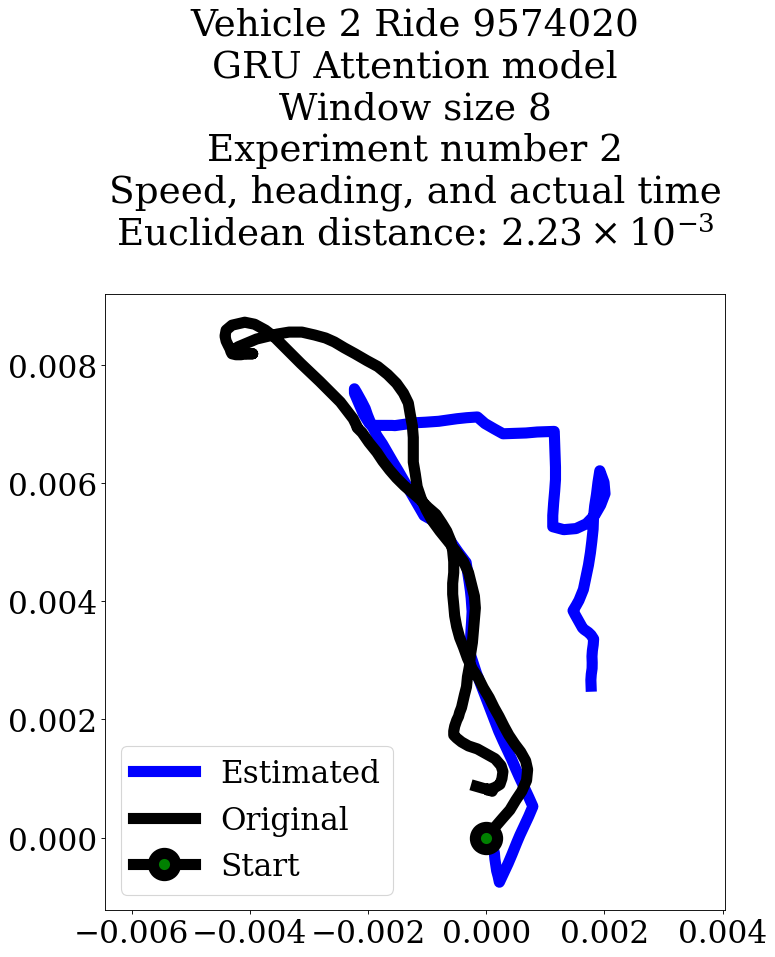 Vehicle 2 Ride 9574020
GRU Attention model
Window size 8
Experiment number 2
Speed, heading, and actual time
Euclidean distance: 2.23 × 10⁻³
0.008
0.006
0.004
0.002
0.000
Estimated
Original
Start
−0.006 −0.004 −0.002 0.000 0.002 0.004